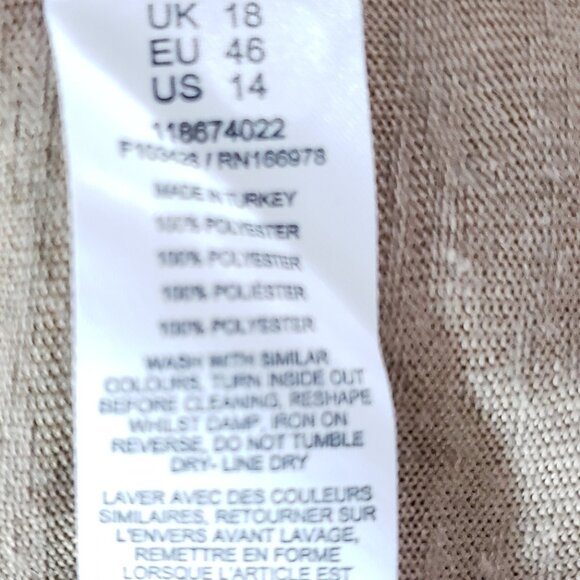 UK 18
EU 46
US 14
118674022
F103428 / RN166978
MADE IN TURKEY
100% POLYESTER
100% POLYESTER
100% POLIÉSTER
100% POLYESTER
WASH WITH SIMILAR
COLOURS, TURN INSIDE OUT
BEFORE CLEANING, RESHAPE
WHILST DAMP, IRON ON
REVERSE, DO NOT TUMBLE
DRY- LINE DRY
LAVER AVEC DES COULEURS
SIMILAIRES, RETOURNER SUR
L'ENVERS AVANT LAVAGE,
REMETTRE EN FORME
LORSQUE L'ARTICLE EST